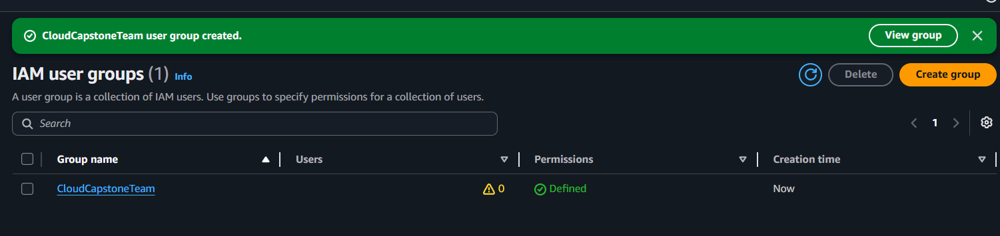 CloudCapstoneTeam user group created. View group
IAM user groups (1) Info
Delete Create group
A user group is a collection of IAM users. Use groups to specify permissions for a collection of users.
Search
1
Group name Users Permissions Creation time
CloudCapstoneTeam 0 Defined Now